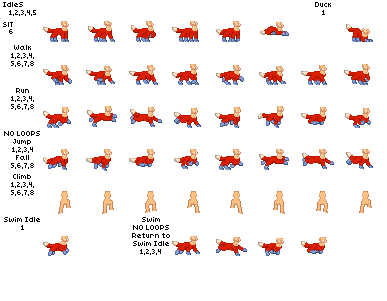 IdleS
1,2,3,4,5
Duck
1
SIT
6
Walk
1,2,3,4,
5,6,7,8
Run
1,2,3,4,
5,6,7,8
NO LOOPS
Jump
1,2,3,4
Fall
5,6,7,8
Climb
1,2,3,4,
5,6,7,8
Swim Idle
1
Swim
NO LOOPS
Return to
Swim Idle
1,2,3,4